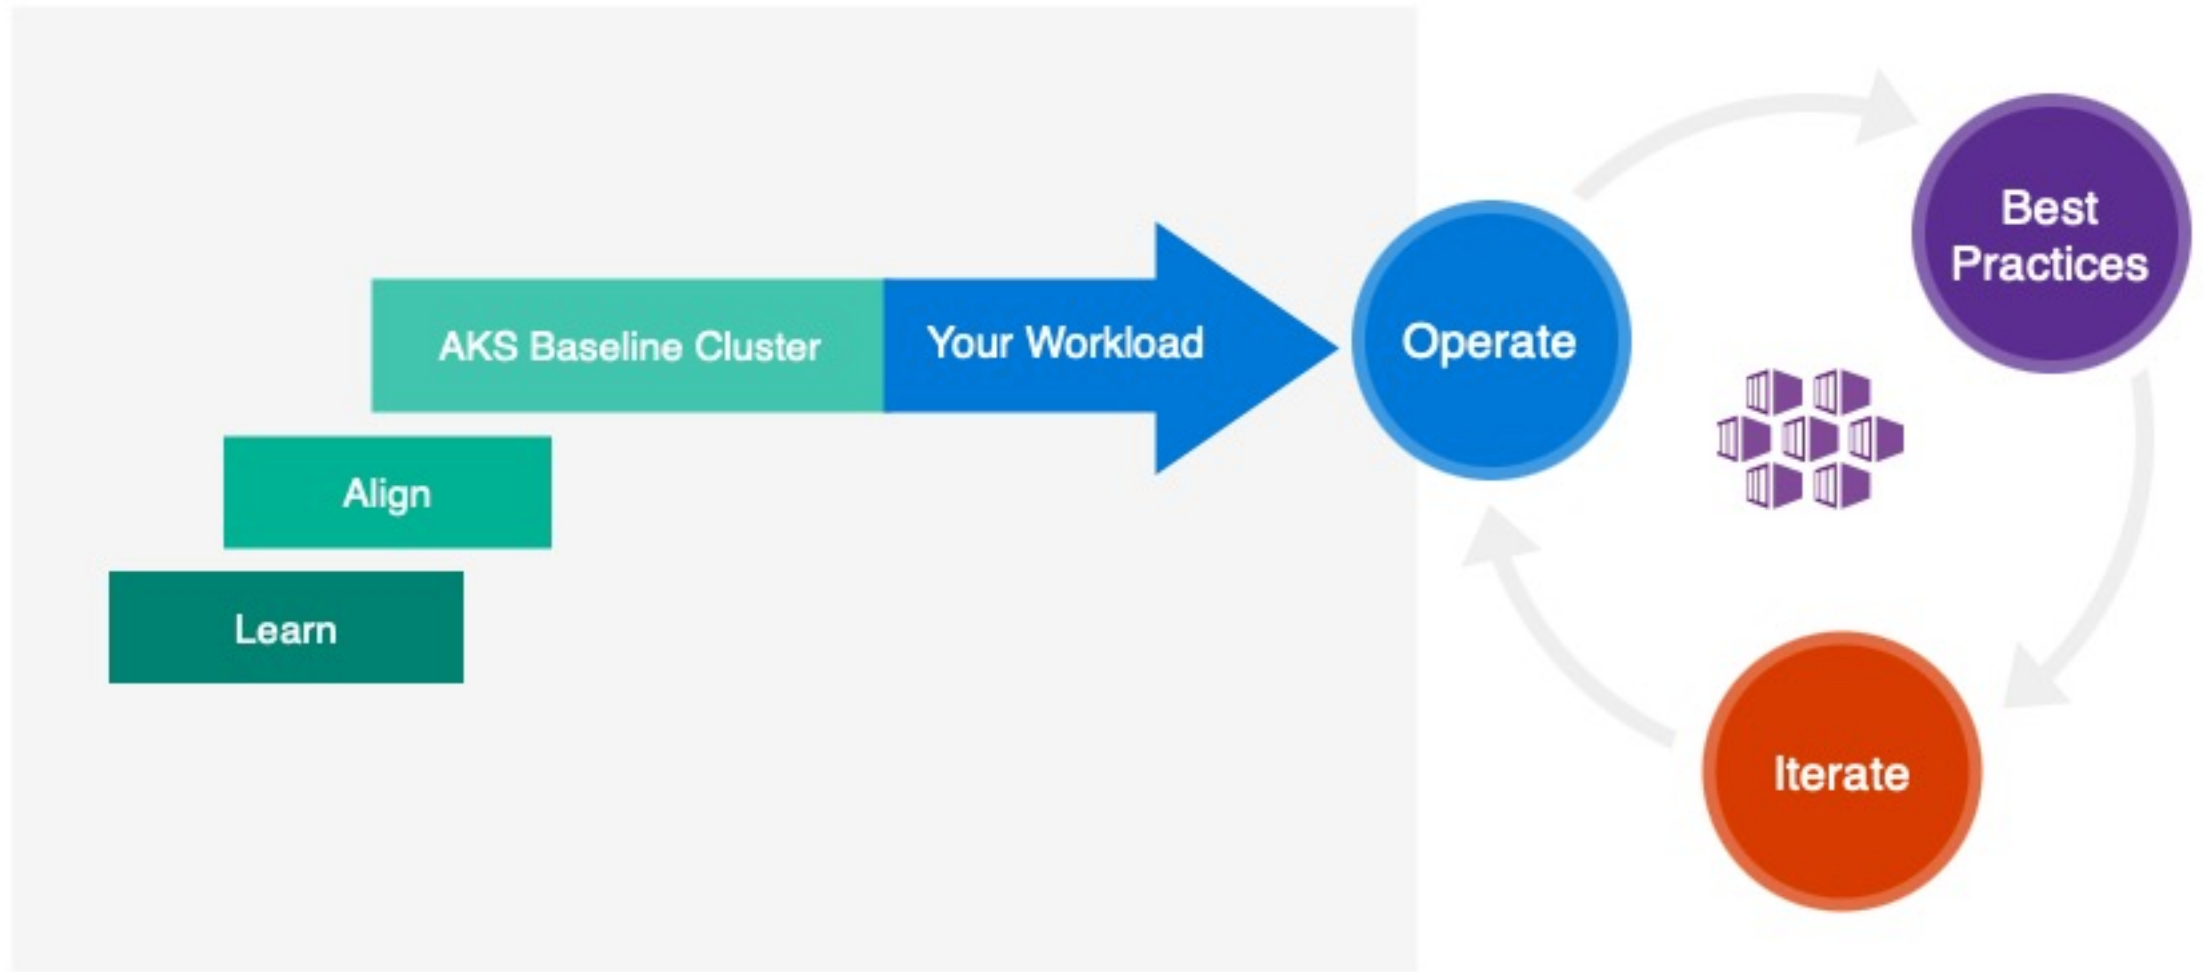 AKS Baseline Cluster
Your Workload
Align
Learn
Operate
Best
Practices
Iterate